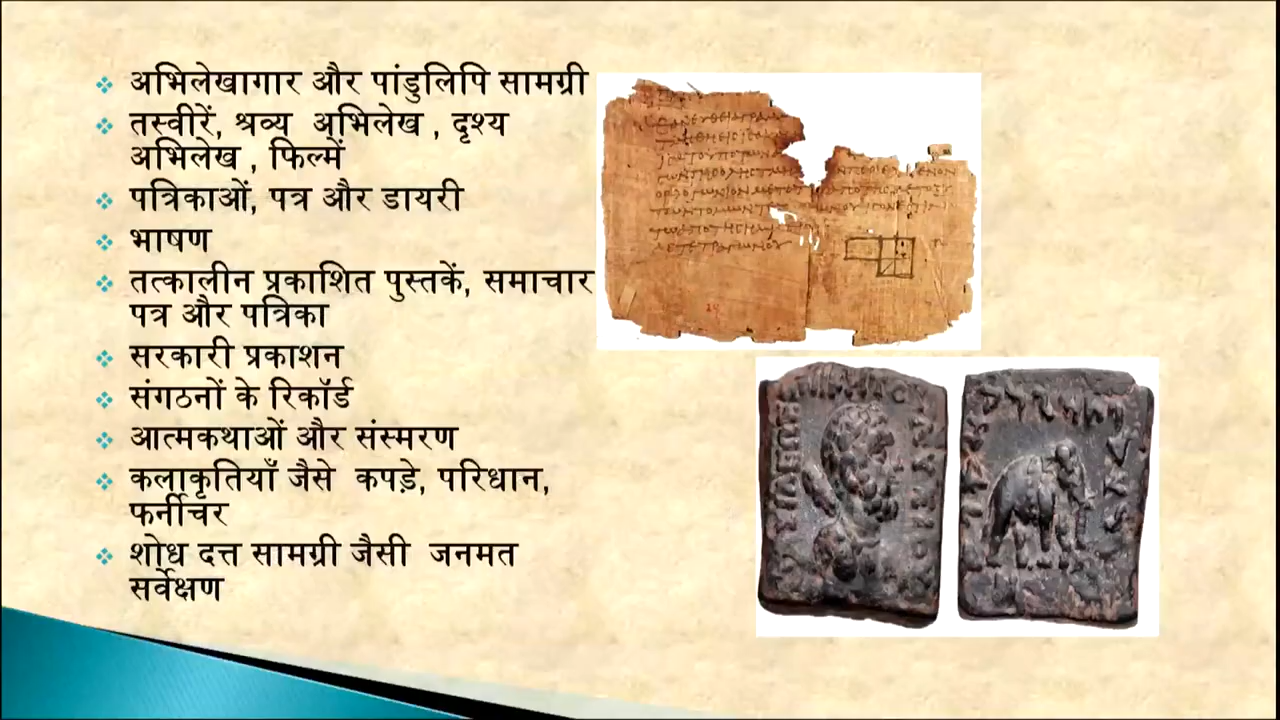 अभिलेखागार और पांडुलिपि सामग्री
तस्वीरें, श्रव्य अभिलेख , दृश्य
अभिलेख , फिल्में
पत्रिकाओं, पत्र और डायरी
भाषण
तत्कालीन प्रकाशित पुस्तकें, समाचार
पत्र और पत्रिका
सरकारी प्रकाशन
संगठनों के रिकॉर्ड
आत्मकथाओं और संस्मरण
कलाकृतियाँ जैसे कपड़े, परिधान,
फर्नीचर
शोध दत्त सामग्री जैसी जनमत
सर्वेक्षण